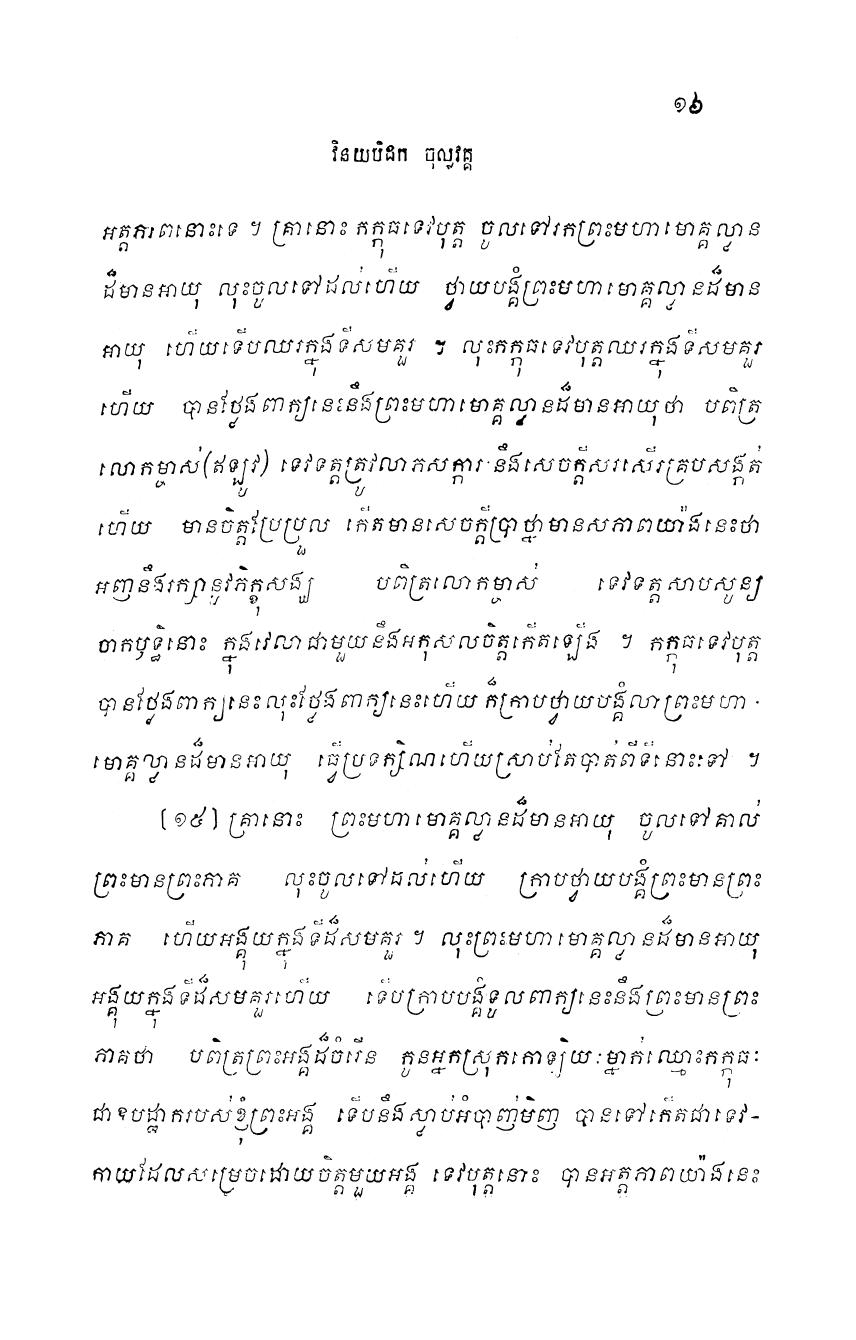 ១៦
វិនយបិដក ចុល្លវគ្គ
អត្តភាពនោះទេ ។ គ្រានោះ កក្កុធទេវបុត្ត ចូលទៅរកព្រះមហាមោគ្គល្លាន
ដ៏មានអាយុ លុះចូលទៅដល់ហើយ ថ្វាយបង្គំព្រះមហាមោគ្គល្លានដ៏មាន
អាយុ ហើយទើបឈរក្នុងទីសមគួរ ។ លុះកក្កុធទេវបុត្តឈរក្នុងទីសមគួរ
ហើយ បានថ្លែងពាក្យនេះនឹងព្រះមហាមោគ្គល្លានដ៏មានអាយុថា បពិត្រ
លោកម្ចាស់(ឥឡូវ) ទេវទត្តត្រូវលាភសក្ការៈនឹងសេចក្តីសរសើរគ្របសង្កត់
ហើយ មានចិត្តប្រែប្រួល កើតមានសេចក្តីប្រាថ្នាមានសភាពយ៉ាងនេះថា
អញនឹងរក្សានូវភិក្ខុសង្ឃ បពិត្រលោកម្ចាស់ ទេវទត្តសាបសូន្យ
ចាកឫទ្ធិនោះ ក្នុងវេលាជាមួយនឹងអកុសលចិត្តកើតឡើង ។ កក្កុធទេវបុត្ត
បានថ្លែងពាក្យនេះលុះថ្លែងពាក្យនេះហើយ ក៏ក្រាបថ្វាយបង្គំលាព្រះមហា-
មោគ្គល្លានដ៏មានអាយុ ធ្វើប្រទក្សិណហើយស្រាប់តែបាត់ពីទីនោះទៅ ។
[១៥] គ្រានោះ ព្រះមហាមោគ្គល្លានដ៏មានអាយុ ចូលទៅគាល់
ព្រះមានព្រះភាគ លុះចូលទៅដល់ហើយ ក្រាបថ្វាយបង្គំព្រះមានព្រះ
ភាគ ហើយអង្គុយក្នុងទីដ៏សមគួរ ។ លុះព្រះមហាមោគ្គល្លានដ៏មានអាយុ
អង្គុយក្នុងទីដ៏សមគួរហើយ ទើបក្រាបបង្គំទូលពាក្យនេះនឹងព្រះមានព្រះ
ភាគថា បពិត្រព្រះអង្គដ៏ចំរើន កូនអ្នកស្រុកកោឡិយៈម្នាក់ឈ្មោះកក្កុធៈ
ជាឧបដ្ឋាករបស់ខ្ញុំព្រះអង្គ ទើបនឹងស្លាប់អំបាញ់មិញ បានទៅកើតជាទេវ-
កាយដែលសម្រេចដោយចិត្តមួយអង្គ ទេវបុត្តនោះ បានអត្តភាពយ៉ាងនេះ